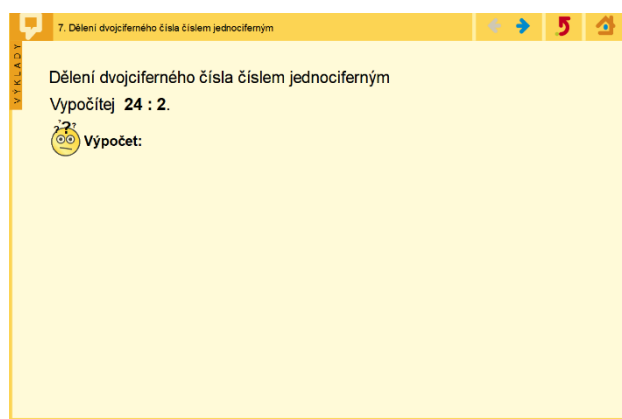 7. Dělení dvojciferného čísla číslem jednociferným
VÝKLADY
Dělení dvojciferného čísla číslem jednociferným
Vypočítej 24 : 2.
???
Výpočet: